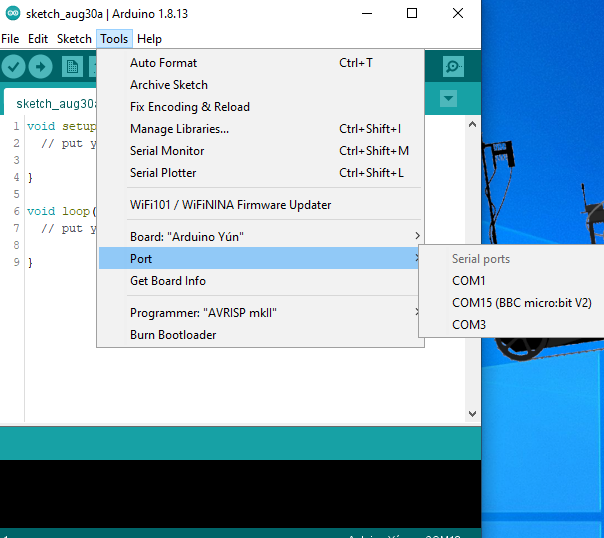 sketch_aug30a | Arduino 1.8.13
File Edit Sketch Tools Help
sketch_aug30a
1 void setup
2 // put y
3
4 }
5
6 void loop(
7 // put y
8
9 }
Auto Format Ctrl+T
Archive Sketch
Fix Encoding & Reload
Manage Libraries... Ctrl+Shift+I
Serial Monitor Ctrl+Shift+M
Serial Plotter Ctrl+Shift+L
WiFi101 / WiFiNINA Firmware Updater
Board: "Arduino Yún"
Port
Get Board Info
Programmer: "AVRISP mkII"
Burn Bootloader
Serial ports
COM1
COM15 (BBC micro:bit V2)
COM3